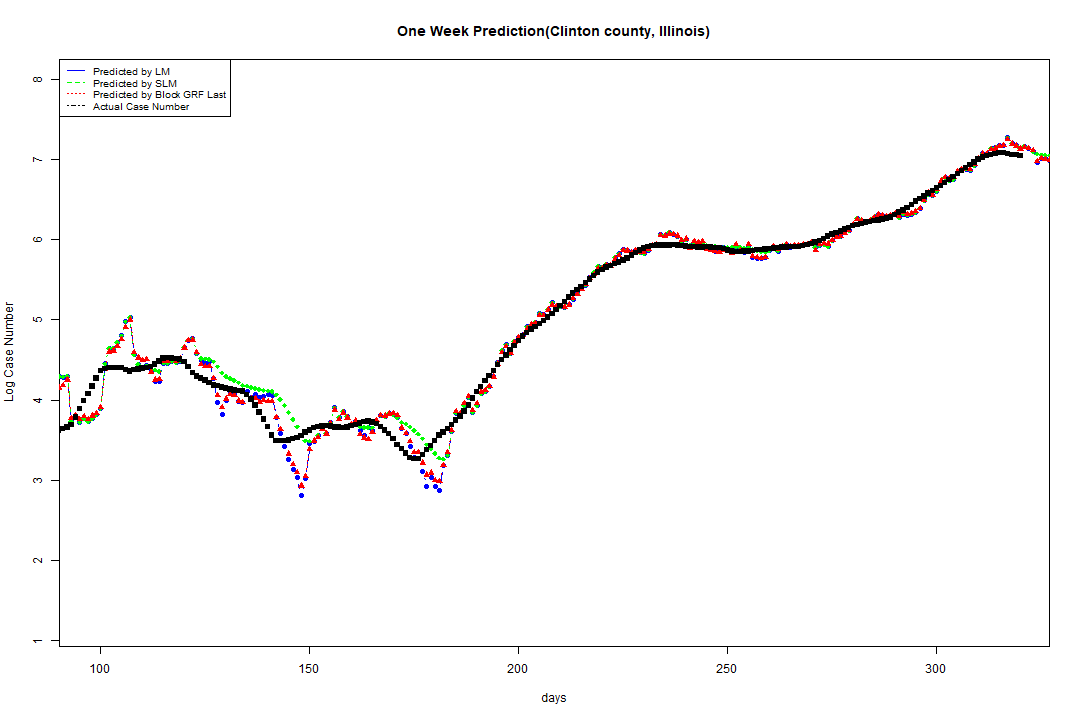 One Week Prediction(Clinton county, Illinois)
Predicted by LM
Predicted by SLM
Predicted by Block GRF Last
Actual Case Number
8
7
6
5
4
3
2
1
Log Case Number
100 150 200 250 300
days